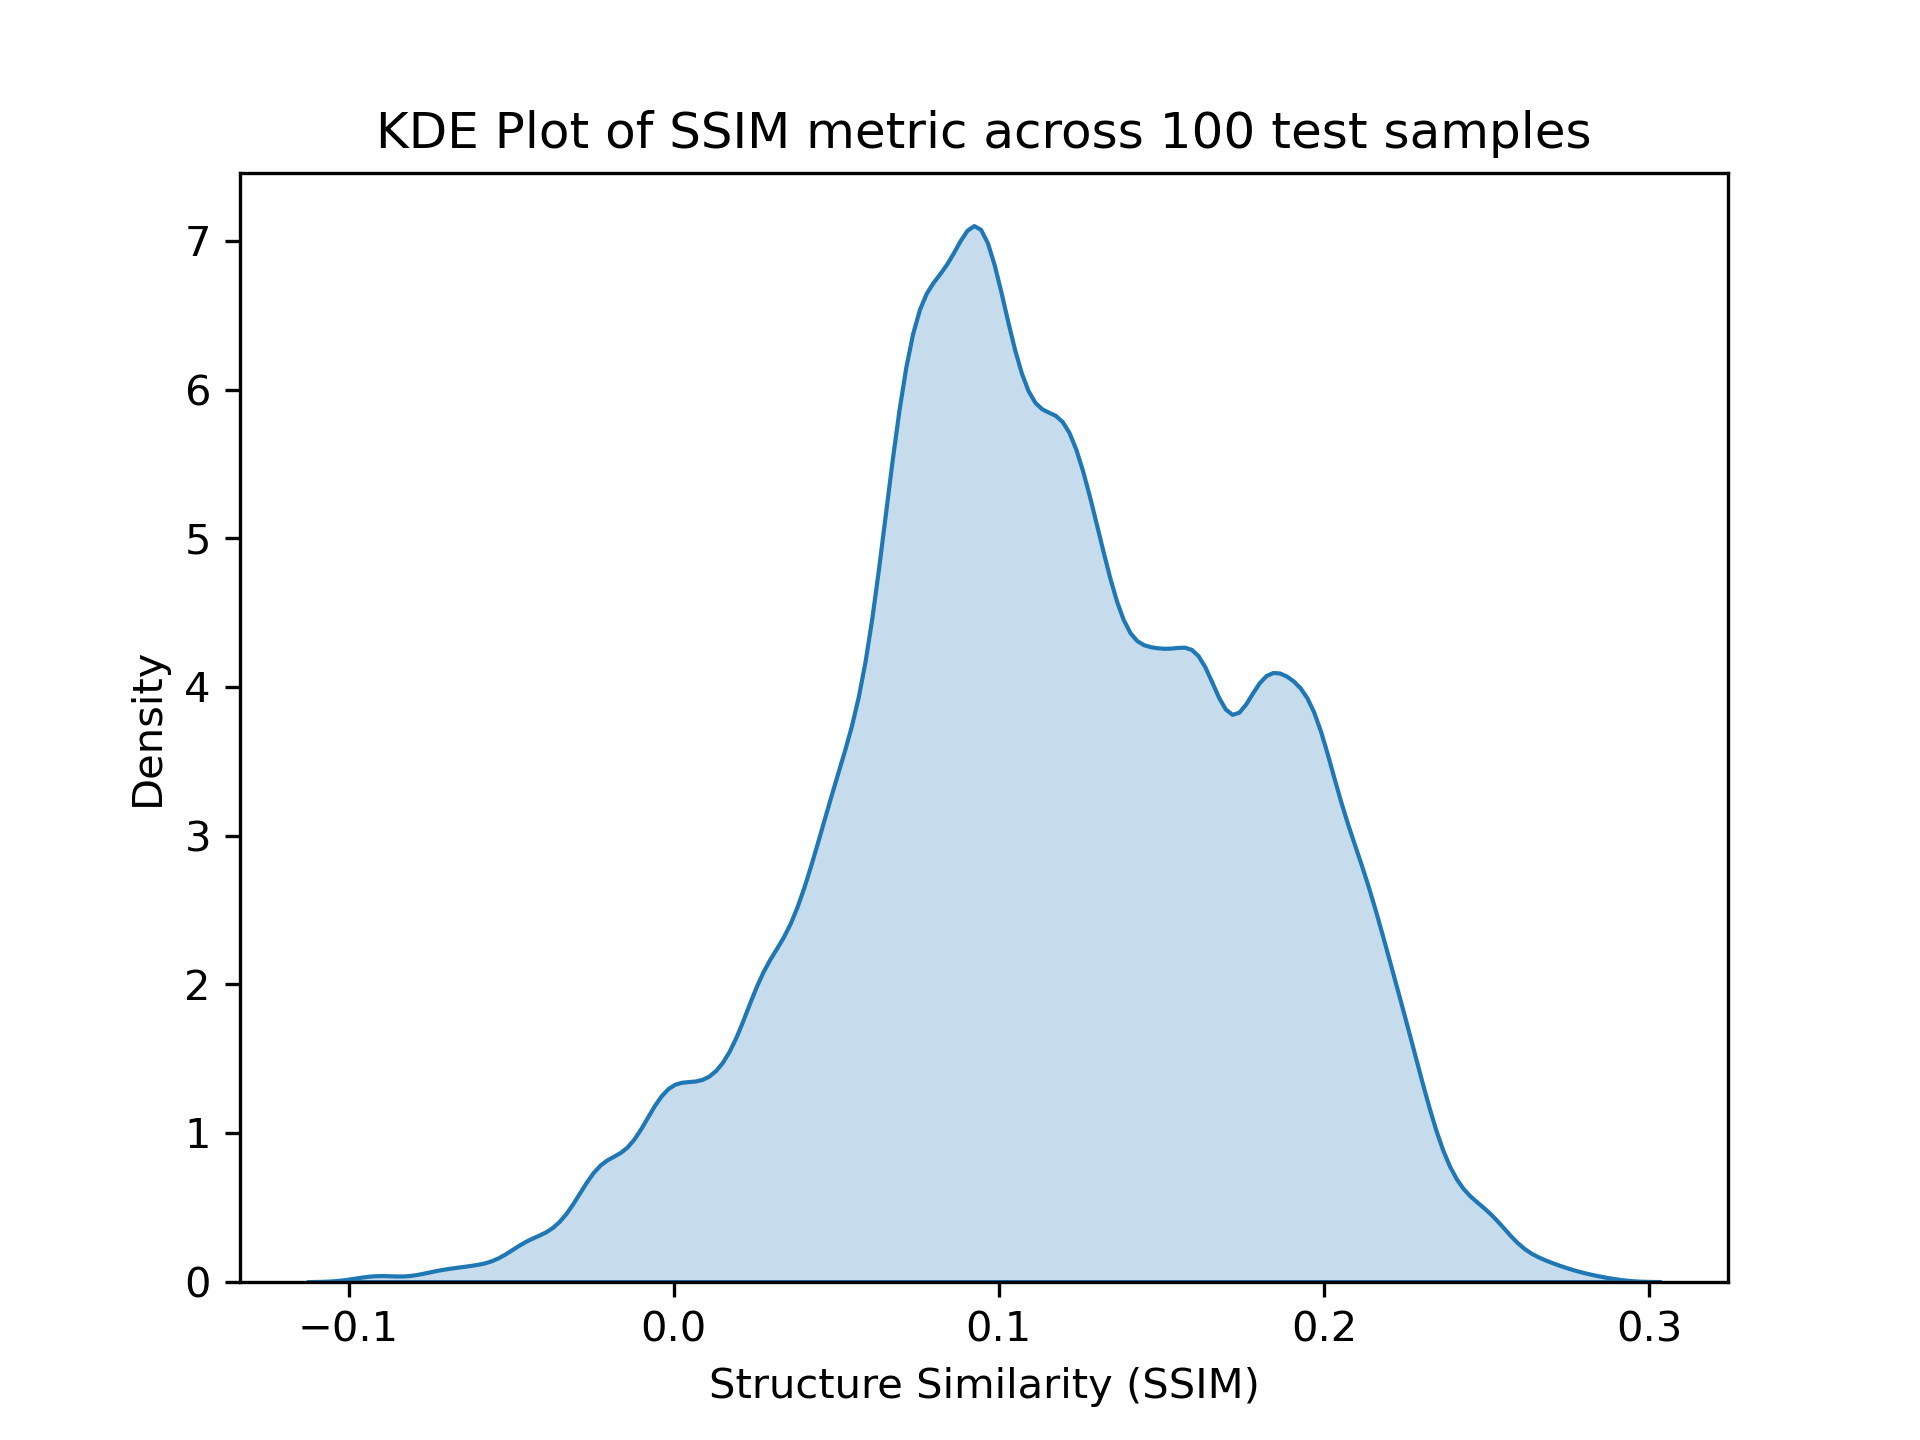 KDE Plot of SSIM metric across 100 test samples
7
6
5
4
3
2
1
0
Density
−0.1 0.0 0.1 0.2 0.3
Structure Similarity (SSIM)